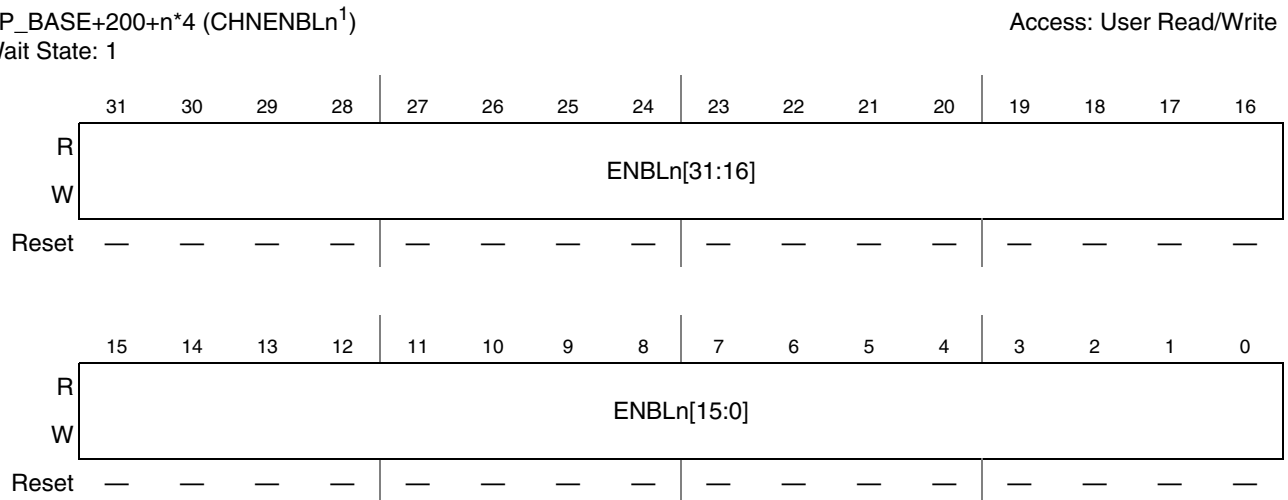 P_BASE+200+n*4 (CHNENBLn1) Access: User Read/Write
Wait State: 1
31 30 29 28 27 26 25 24 23 22 21 20 19 18 17 16
R
ENBLn[31:16]
W
Reset — — — — — — — — — — — — — — — —
15 14 13 12 11 10 9 8 7 6 5 4 3 2 1 0
R
ENBLn[15:0]
W
Reset — — — — — — — — — — — — — — — —